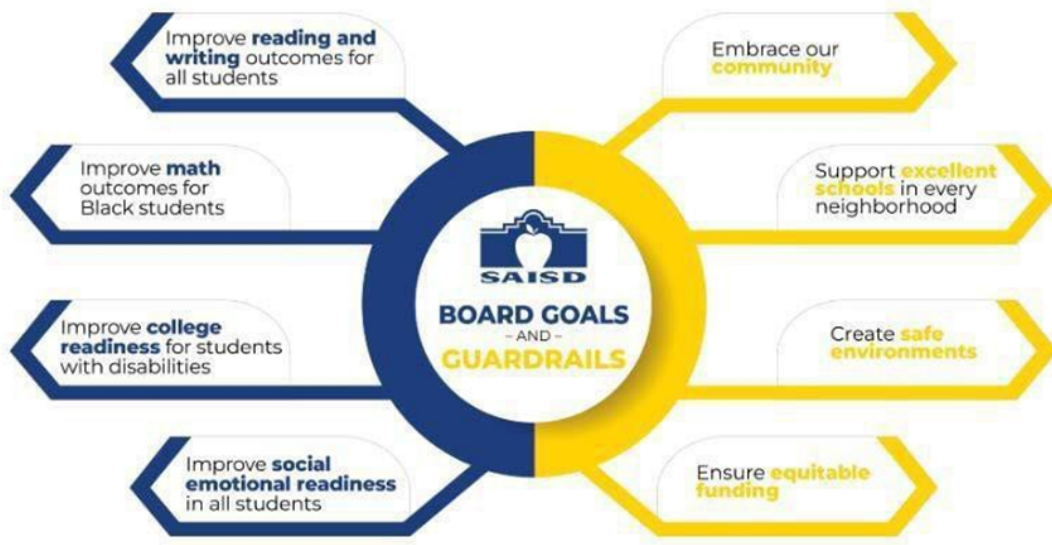 Improve reading and
writing outcomes for
all students
Improve math
outcomes for
Black students
Improve college
readiness for students
with disabilities
Improve social
emotional readiness
in all students
SAISD
BOARD GOALS
- AND -
GUARDRAILS
Embrace our
community
Support excellent
schools in every
neighborhood
Create safe
environments
Ensure equitable
funding